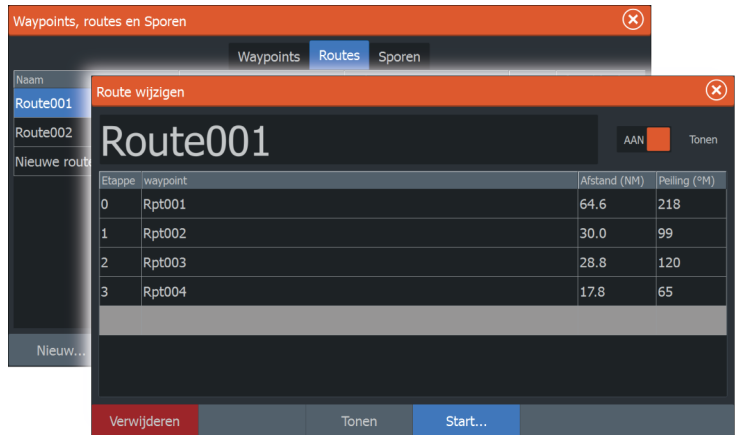 Waypoints, routes en Sporen
Waypoints Routes Sporen
Naam
Route001
Route002
Nieuwe route
Nieuw...
Route wijzigen
Route001
AAN Tonen
Etappe waypoint Afstand (NM) Peiling (°M)
0 Rpt001 64.6 218
1 Rpt002 30.0 99
2 Rpt003 28.8 120
3 Rpt004 17.8 65
Verwijderen Tonen Start...